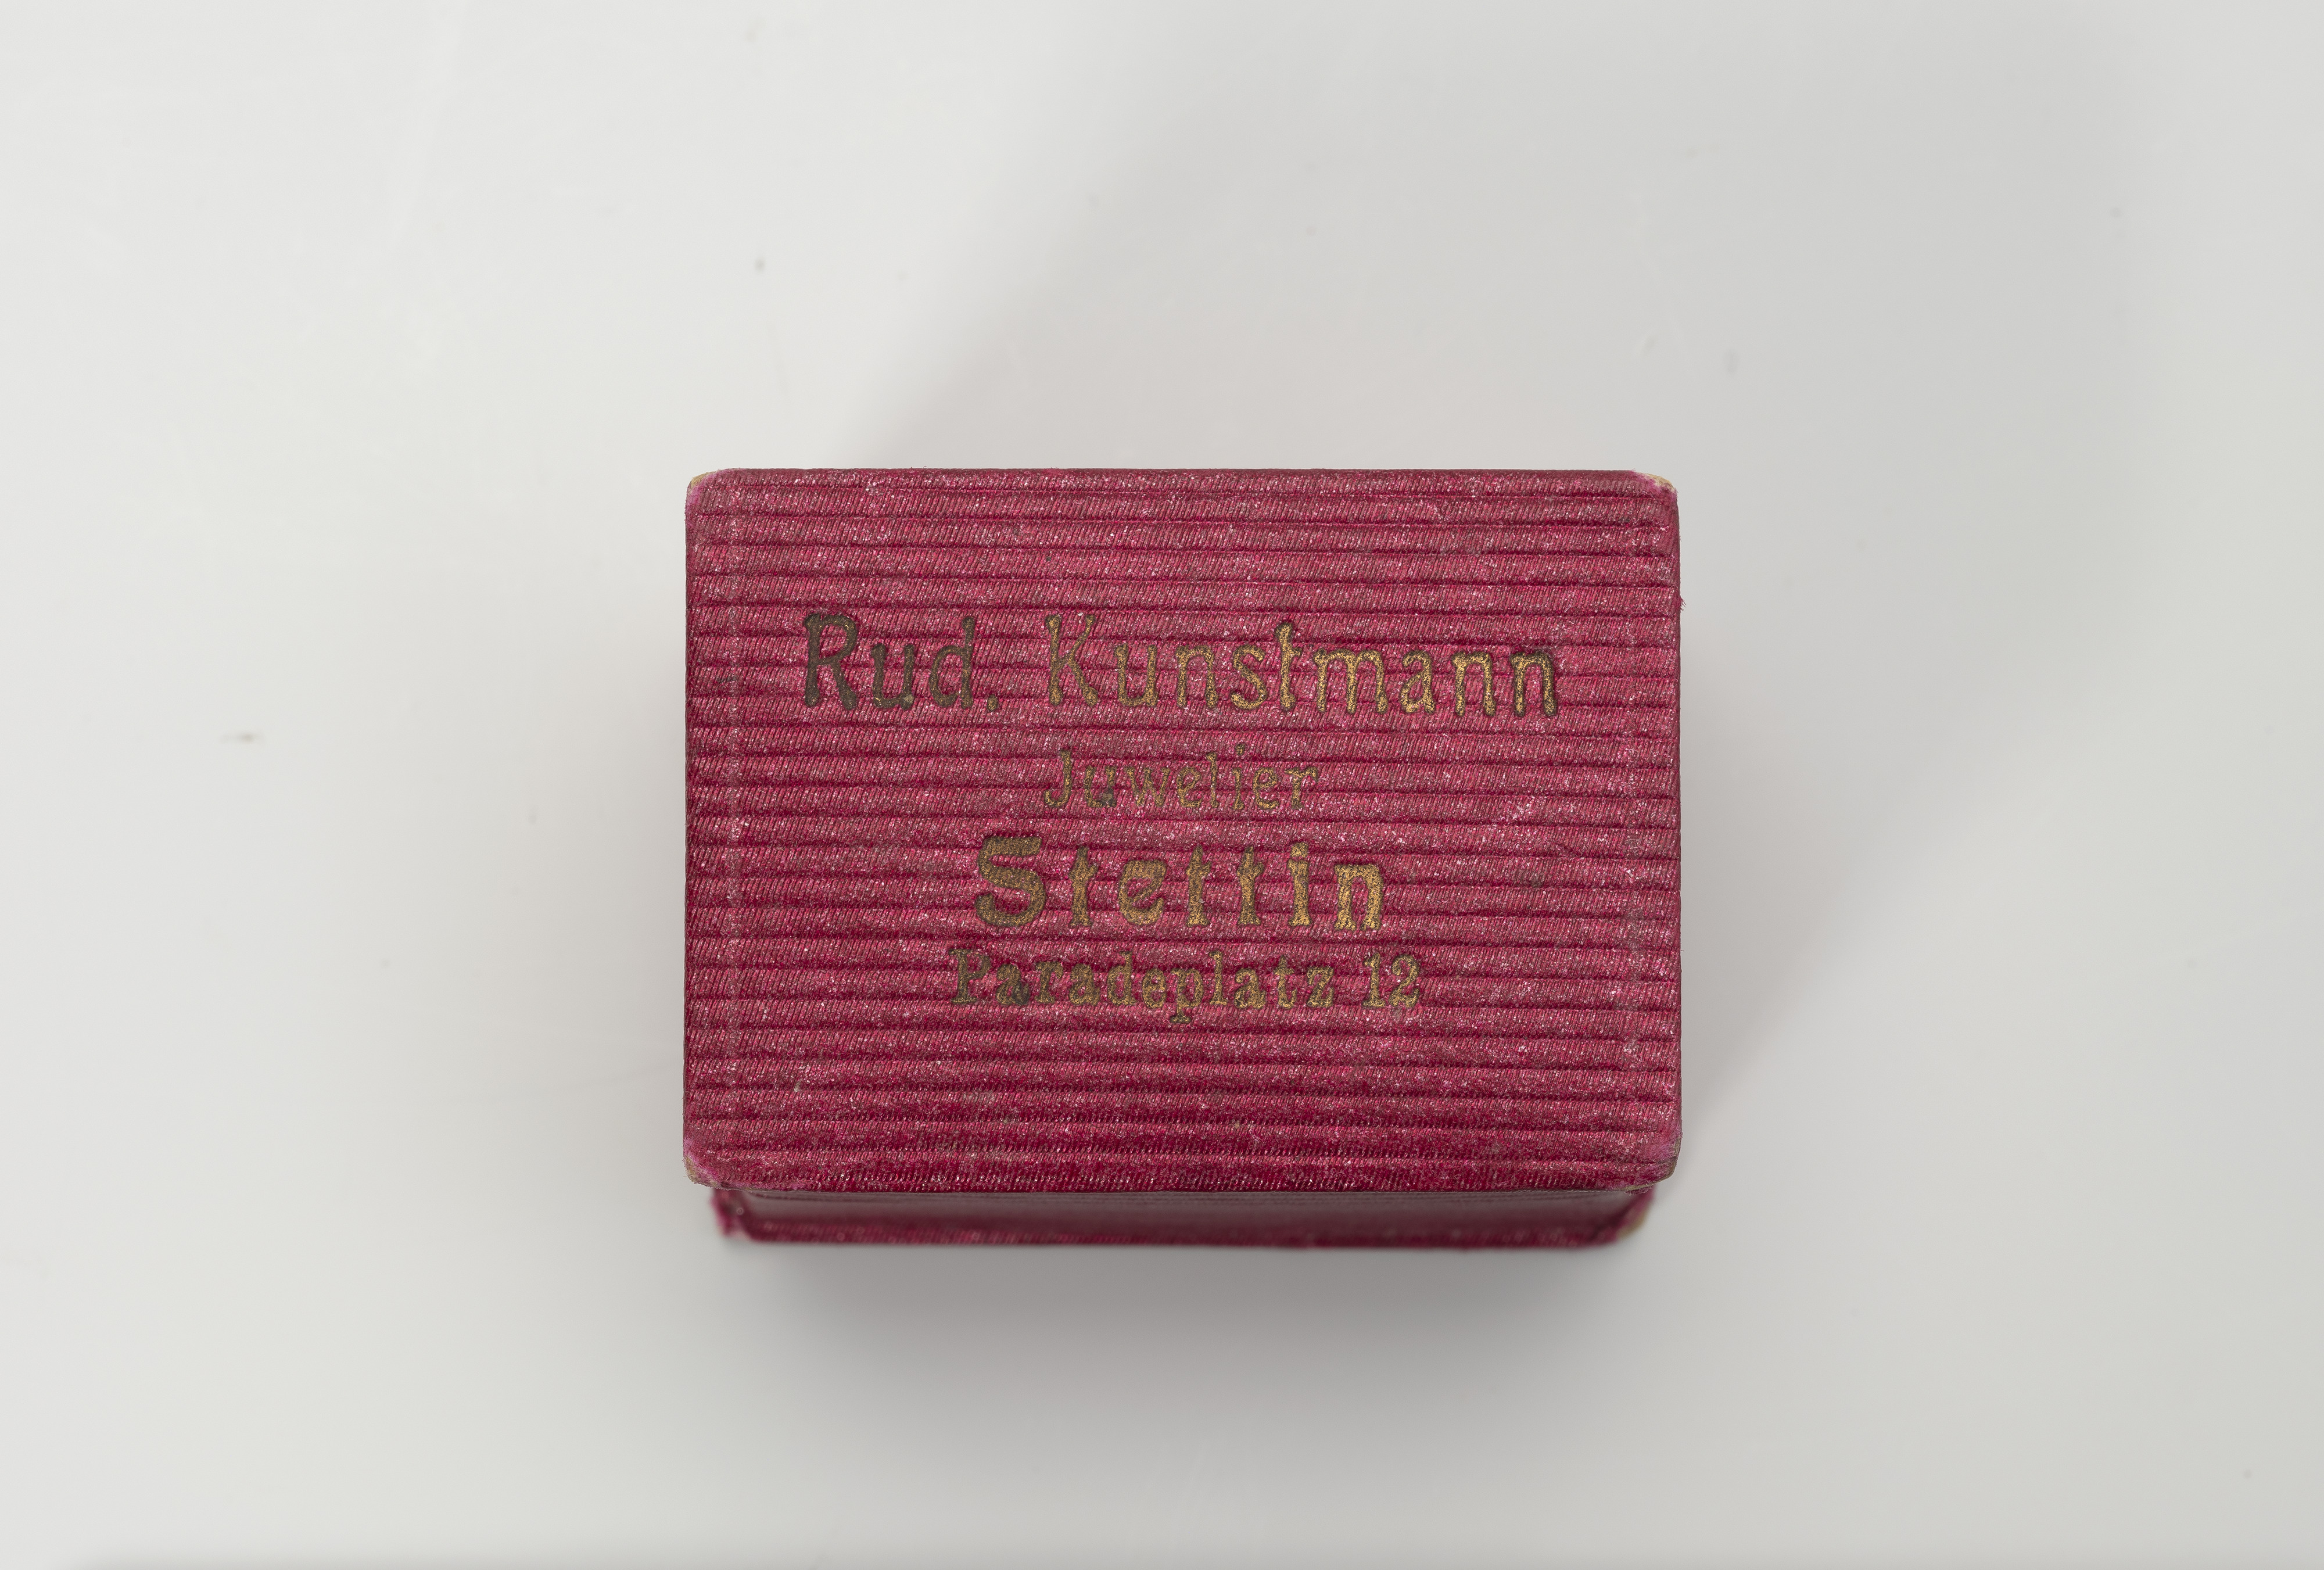 Rud. Kunstmann
Juwelier
Stettin
Paradeplatz 12